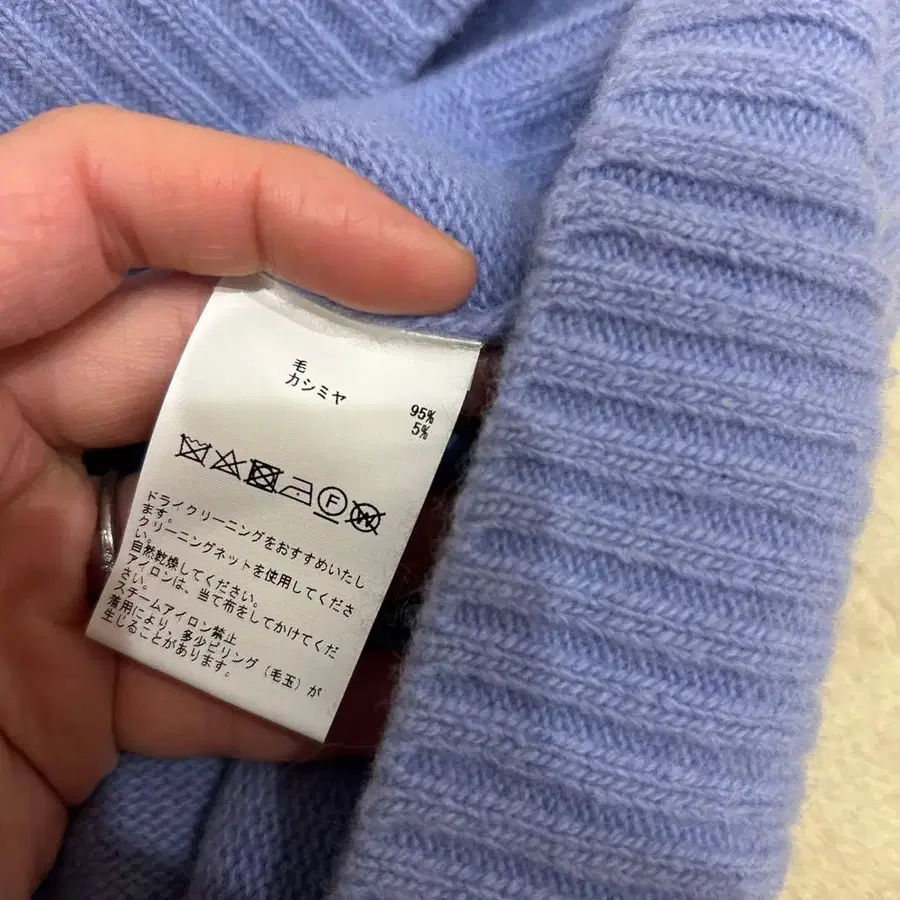 毛 95%
カシミヤ 5%
F
W
ドライクリーニングをおすすめいたし
ます。
クリーニングネットを使用してくださ
い。
自然乾燥してください。
アイロンは、当て布をしてかけてくだ
さい。
スチームアイロン禁止
着用により、多少ピリング(毛玉)が
生じることがあります。